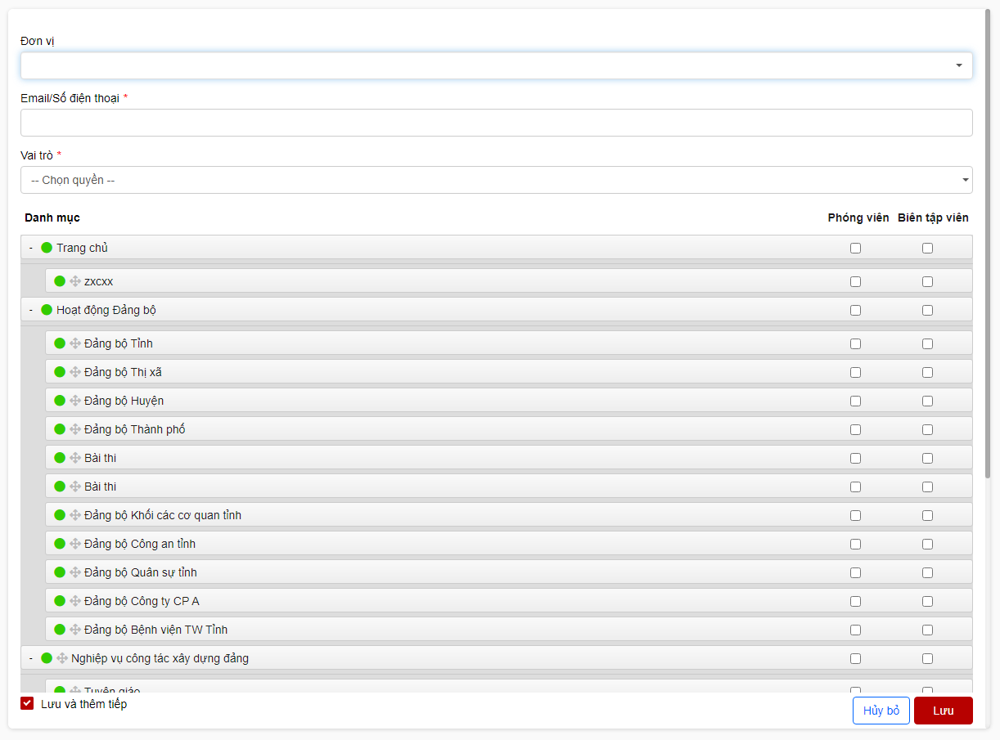 Đơn vị
Email/Số điện thoại *
Vai trò *
-- Chọn quyền --
Danh mục Phóng viên Biên tập viên
- Trang chủ
zxcxx
- Hoạt động Đảng bộ
Đảng bộ Tỉnh
Đảng bộ Thị xã
Đảng bộ Huyện
Đảng bộ Thành phố
Bài thi
Bài thi
Đảng bộ Khối các cơ quan tỉnh
Đảng bộ Công an tỉnh
Đảng bộ Quân sự tỉnh
Đảng bộ Công ty CP A
Đảng bộ Bệnh viện TW Tỉnh
- Nghiệp vụ công tác xây dựng đảng
Tuyên giáo
Lưu và thêm tiếp
Hủy bỏ Lưu